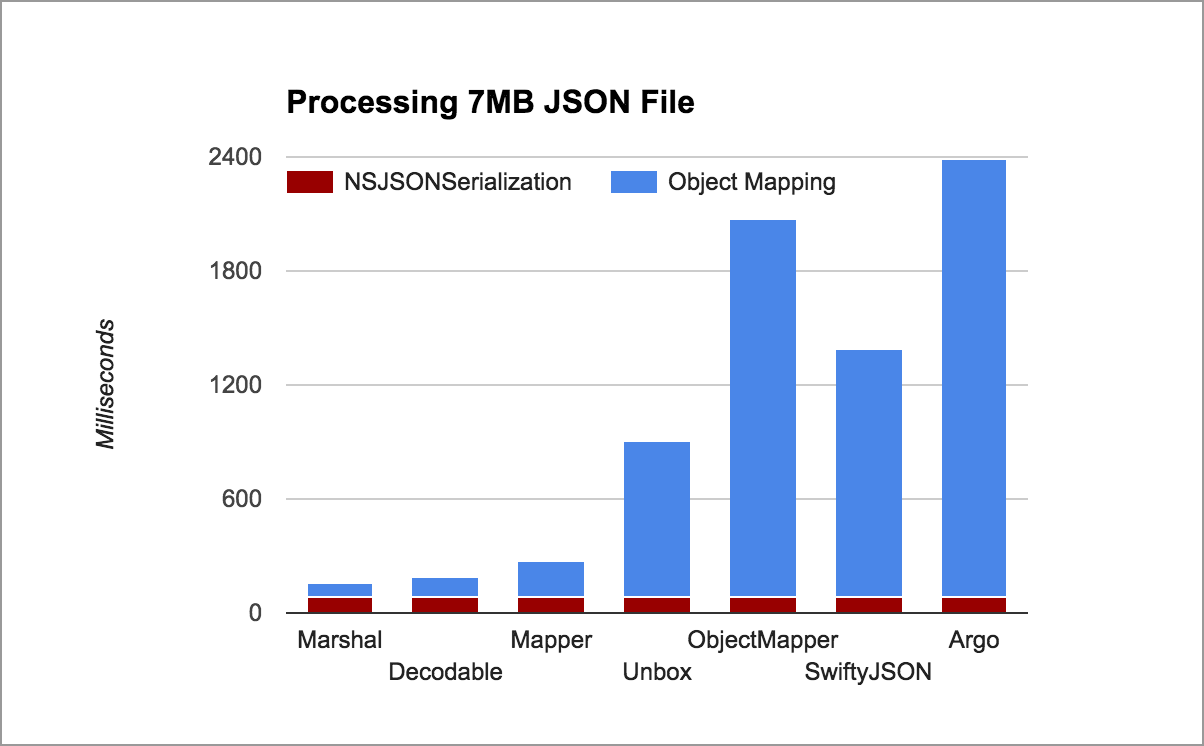 Processing 7MB JSON File
2400
NSJSONSerialization Object Mapping
1800
Milliseconds
1200
600
0
Marshal Mapper ObjectMapper Argo
Decodable Unbox SwiftyJSON